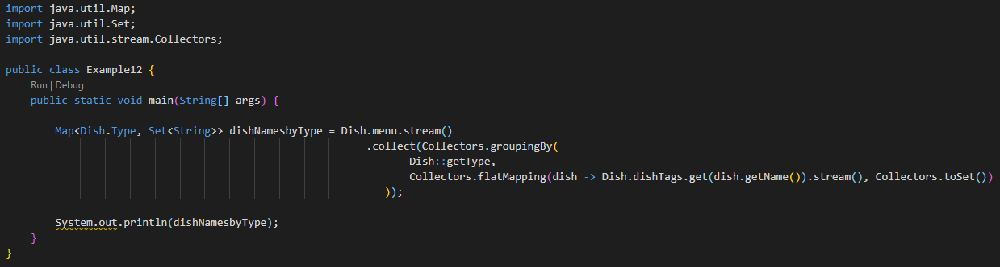 import java.util.Map;
import java.util.Set;
import java.util.stream.Collectors;
public class Example12 {
Run | Debug
public static void main(String[] args) {
Map<Dish.Type, Set<String>> dishNamesbyType = Dish.menu.stream()
.collect(Collectors.groupingBy(
Dish::getType,
Collectors.flatMapping(dish -> Dish.dishTags.get(dish.getName()).stream(), Collectors.toSet())
));
System.out.println(dishNamesbyType);
}
}